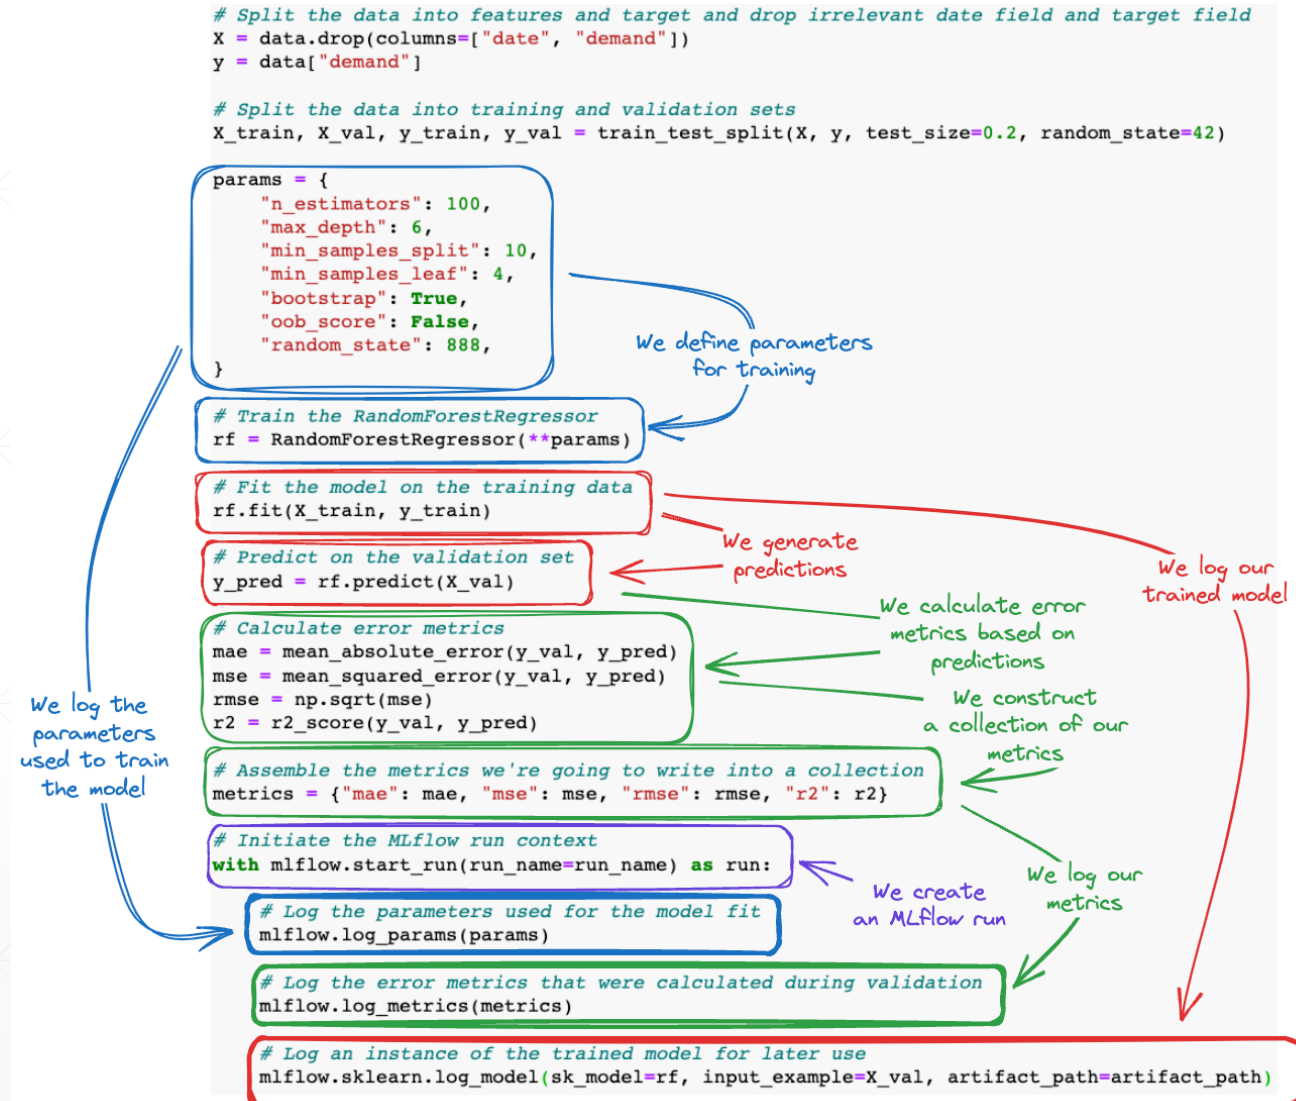 # Split the data into features and target and drop irrelevant date field and target field
X = data.drop(columns=["date", "demand"])
y = data["demand"]
# Split the data into training and validation sets
X_train, X_val, y_train, y_val = train_test_split(X, y, test_size=0.2, random_state=42)
params = {
    "n_estimators": 100,
    "max_depth": 6,
    "min_samples_split": 10,
    "min_samples_leaf": 4,
    "bootstrap": True,
    "oob_score": False,
    "random_state": 888,
}
We define parameters
for training
# Train the RandomForestRegressor
rf = RandomForestRegressor(**params)
# Fit the model on the training data
rf.fit(X_train, y_train)
We generate
predictions
# Predict on the validation set
y_pred = rf.predict(X_val)
We log our
trained model
We calculate error
metrics based on
predictions
# Calculate error metrics
mae = mean_absolute_error(y_val, y_pred)
mse = mean_squared_error(y_val, y_pred)
rmse = np.sqrt(mse)
r2 = r2_score(y_val, y_pred)
We construct
a collection of our
metrics
We log the
parameters
used to train
the model
# Assemble the metrics we're going to write into a collection
metrics = {"mae": mae, "mse": mse, "rmse": rmse, "r2": r2}
# Initiate the MLflow run context
with mlflow.start_run(run_name=run_name) as run:
We create
an MLflow run
We log our
metrics
    # Log the parameters used for the model fit
    mlflow.log_params(params)
    # Log the error metrics that were calculated during validation
    mlflow.log_metrics(metrics)
    # Log an instance of the trained model for later use
    mlflow.sklearn.log_model(sk_model=rf, input_example=X_val, artifact_path=artifact_path)